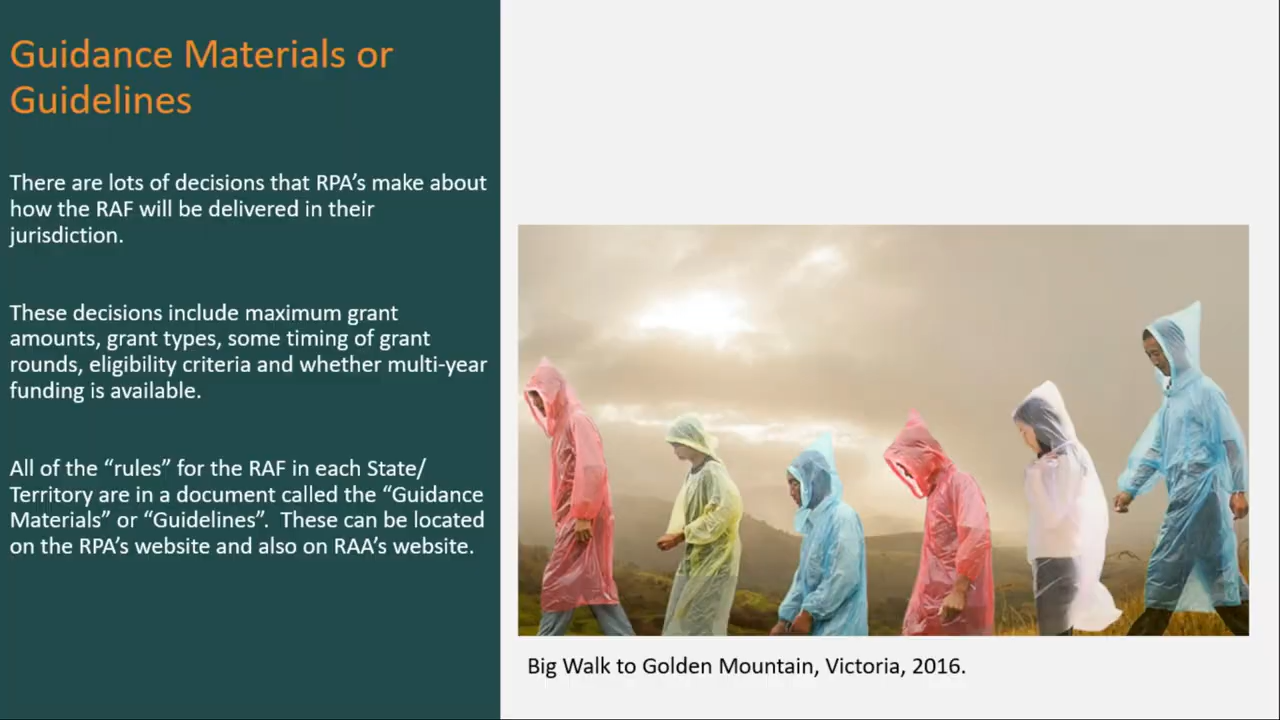 Guidance Materials or
Guidelines
There are lots of decisions that RPA’s make about
how the RAF will be delivered in their
jurisdiction.
These decisions include maximum grant
amounts, grant types, some timing of grant
rounds, eligibility criteria and whether multi-year
funding is available.
All of the “rules” for the RAF in each State/
Territory are in a document called the “Guidance
Materials” or “Guidelines”.  These can be located
on the RPA’s website and also on RAA’s website.
Big Walk to Golden Mountain, Victoria, 2016.